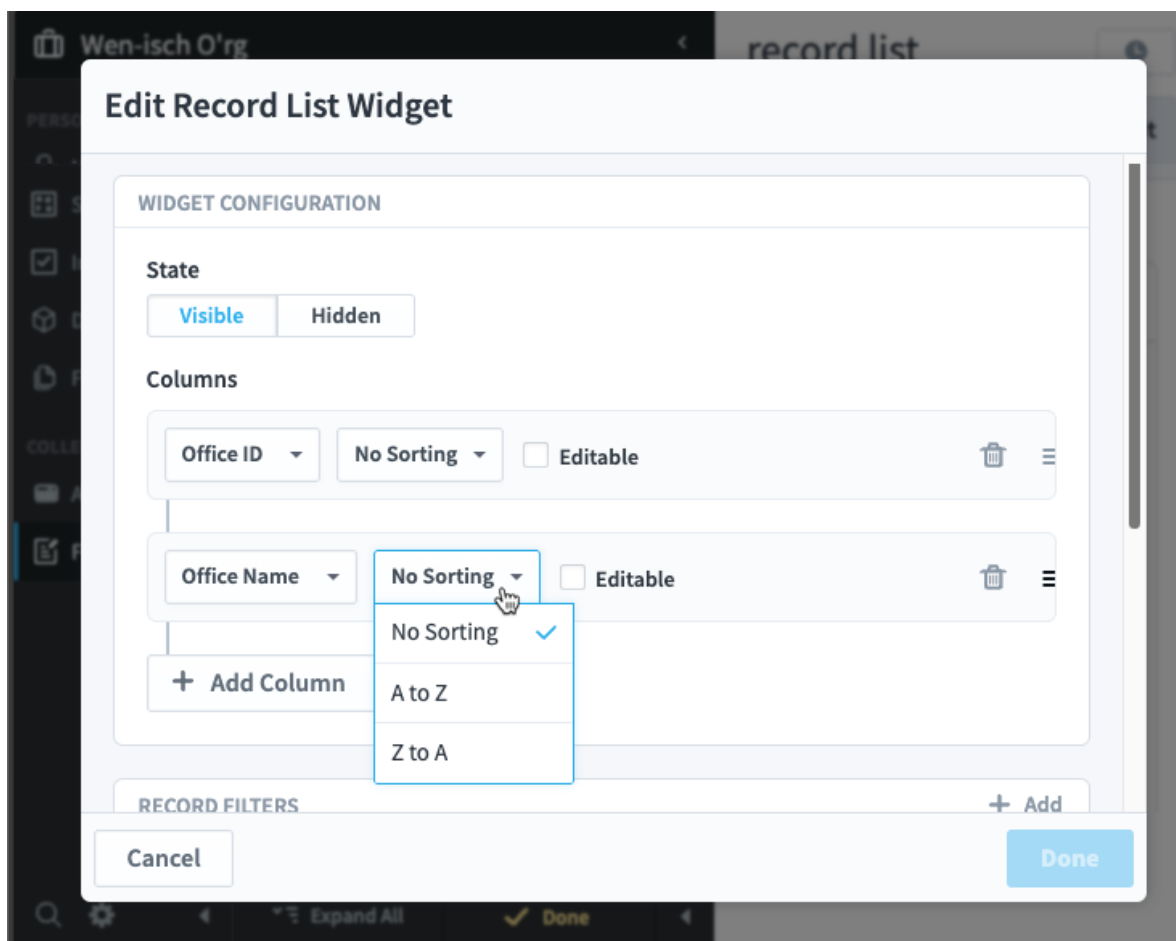 Wen-isch O'rg
record list
Edit Record List Widget
PERSO
WIDGET CONFIGURATION
State
Visible Hidden
Columns
Office ID No Sorting Editable
COLLE
Office Name No Sorting Editable
No Sorting
+ Add Column
A to Z
Z to A
RECORD FILTERS + Add
Cancel Done
Expand All Done